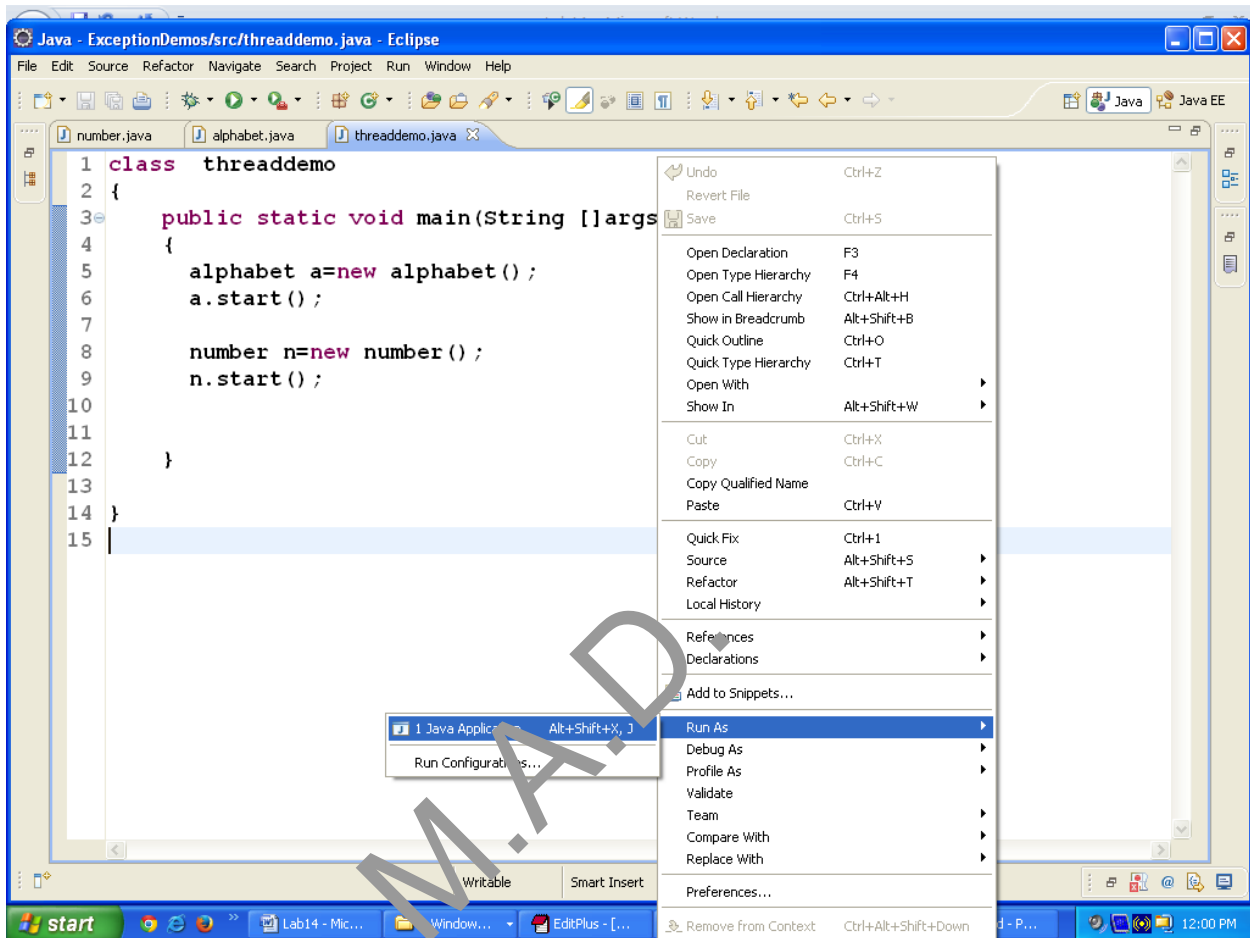 Java - ExceptionDemos/src/threaddemo.java - Eclipse
File Edit Source Refactor Navigate Search Project Run Window Help
Java Java EE
number.java alphabet.java threaddemo.java
1 class threaddemo
2 {
3 public static void main(String []args
4 {
5 alphabet a=new alphabet();
6 a.start();
7
8 number n=new number();
9 n.start();
10
11
12 }
13
14 }
15
Undo Ctrl+Z
Revert File
Save Ctrl+S
Open Declaration F3
Open Type Hierarchy F4
Open Call Hierarchy Ctrl+Alt+H
Show in Breadcrumb Alt+Shift+B
Quick Outline Ctrl+O
Quick Type Hierarchy Ctrl+T
Open With
Show In Alt+Shift+W
Cut Ctrl+X
Copy Ctrl+C
Copy Qualified Name
Paste Ctrl+V
Quick Fix Ctrl+1
Source Alt+Shift+S
Refactor Alt+Shift+T
Local History
References
Declarations
Add to Snippets...
Run As
1 Java Application Alt+Shift+X, J
Debug As
Run Configurations...
Profile As
Validate
Team
Compare With
Replace With
Preferences...
Remove from Context Ctrl+Alt+Shift+Down
M.A.D.
Writable Smart Insert
start Lab14 - Mic... Window... EditPlus - [... d - P... 12:00 PM